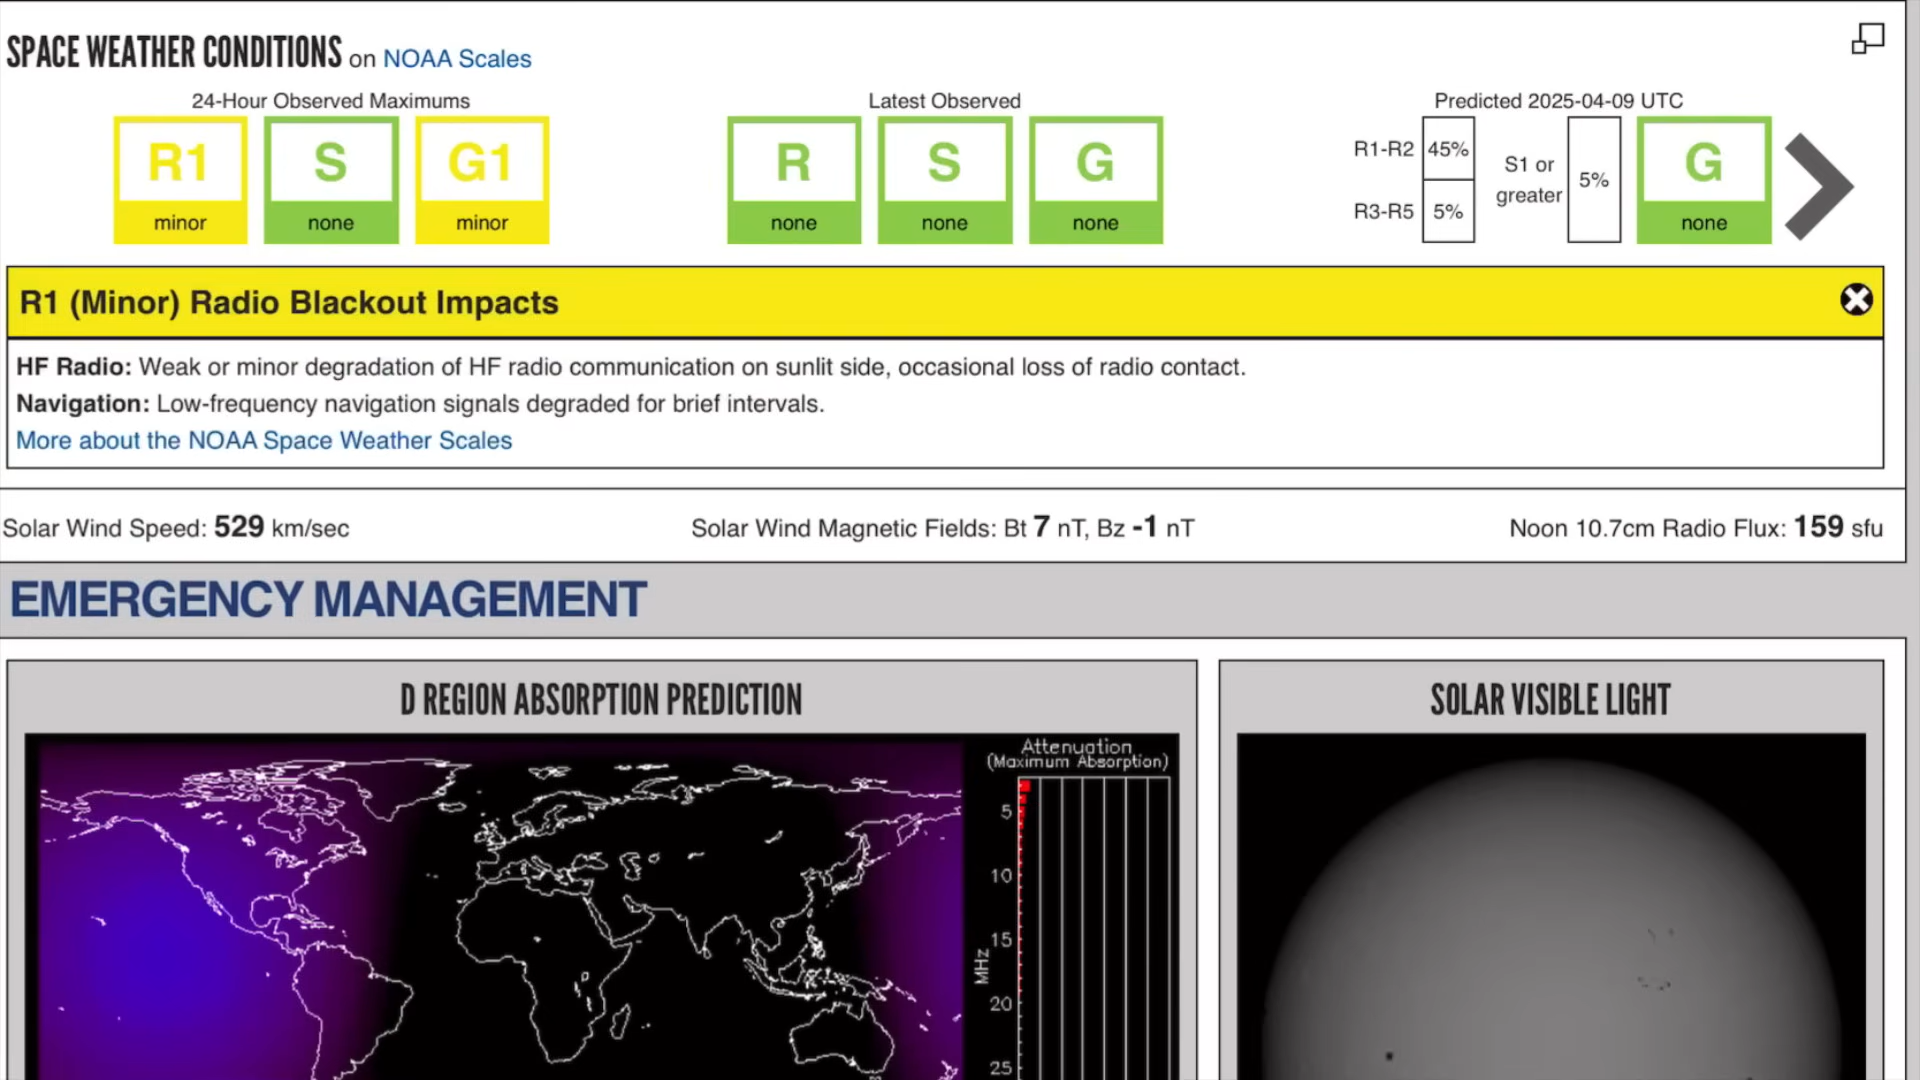 SPACE WEATHER CONDITIONS on NOAA Scales
24-Hour Observed Maximums
R1
minor
S
none
G1
minor
Latest Observed
R
none
S
none
G
none
Predicted 2025-04-09 UTC
R1-R2 45%
R3-R5 5%
S1 or
greater
5%
G
none
R1 (Minor) Radio Blackout Impacts
HF Radio: Weak or minor degradation of HF radio communication on sunlit side, occasional loss of radio contact.
Navigation: Low-frequency navigation signals degraded for brief intervals.
More about the NOAA Space Weather Scales
Solar Wind Speed: 529 km/sec
Solar Wind Magnetic Fields: Bt 7 nT, Bz -1 nT
Noon 10.7cm Radio Flux: 159 sfu
EMERGENCY MANAGEMENT
D REGION ABSORPTION PREDICTION
Attenuation
(Maximum Absorption)
5
10
15
MHz
20
25
SOLAR VISIBLE LIGHT